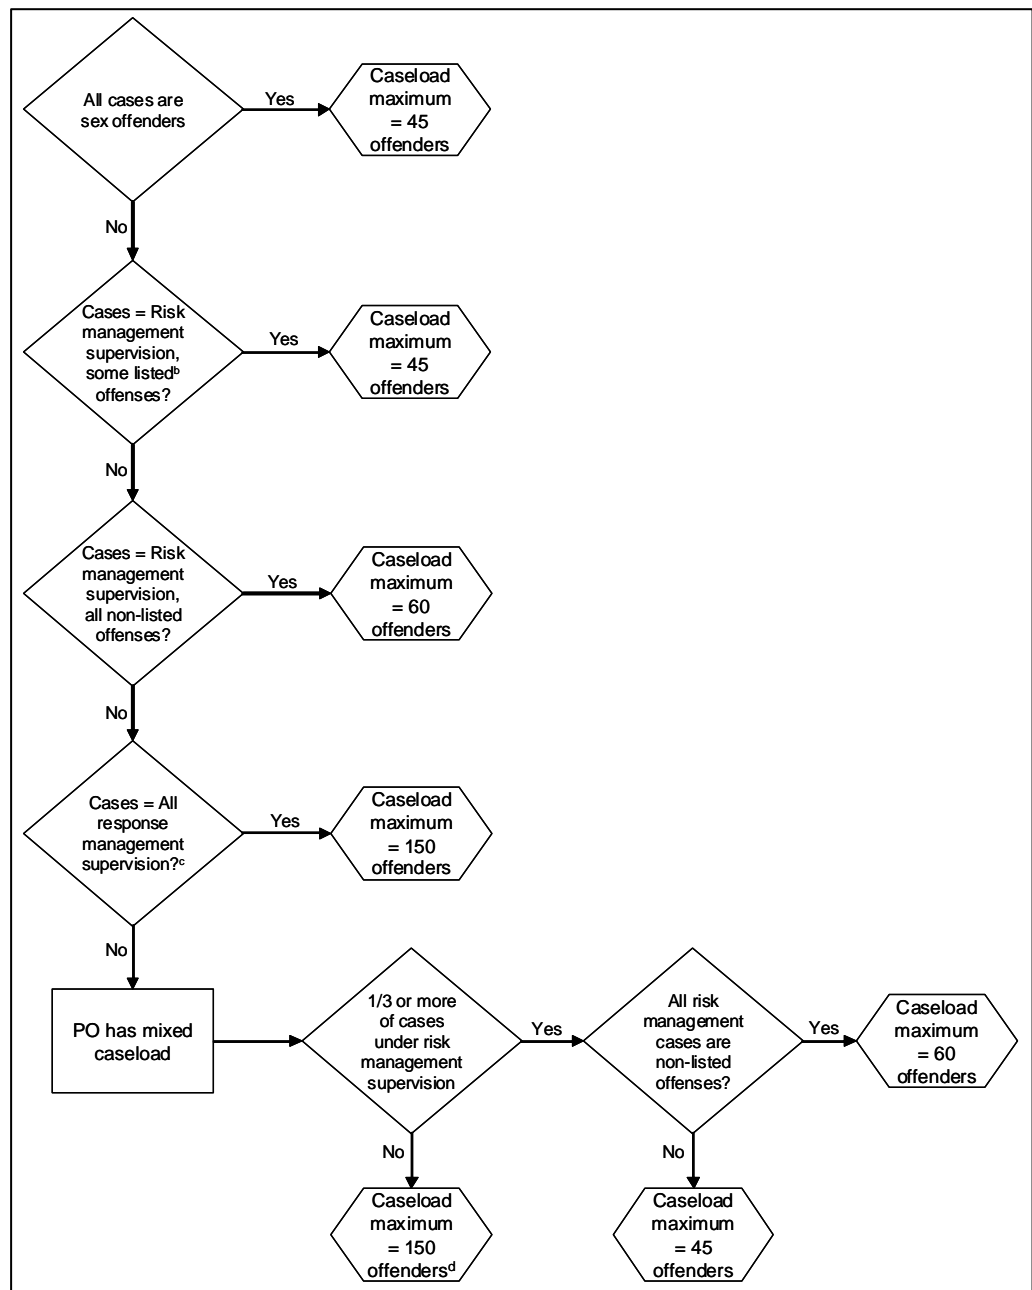 All cases are
sex offenders
Yes
Caseload
maximum
= 45
offenders
No
Cases = Risk
management
supervision,
some listedᵇ
offenses?
Yes
Caseload
maximum
= 45
offenders
No
Cases = Risk
management
supervision,
all non-listed
offenses?
Yes
Caseload
maximum
= 60
offenders
No
Cases = All
response
management
supervision?ᶜ
Yes
Caseload
maximum
= 150
offenders
No
PO has mixed
caseload
1/3 or more
of cases
under risk
management
supervision
Yes
All risk
management
cases are
non-listed
offenses?
Yes
Caseload
maximum
= 60
offenders
No
Caseload
maximum
= 150
offendersᵈ
No
Caseload
maximum
= 45
offenders